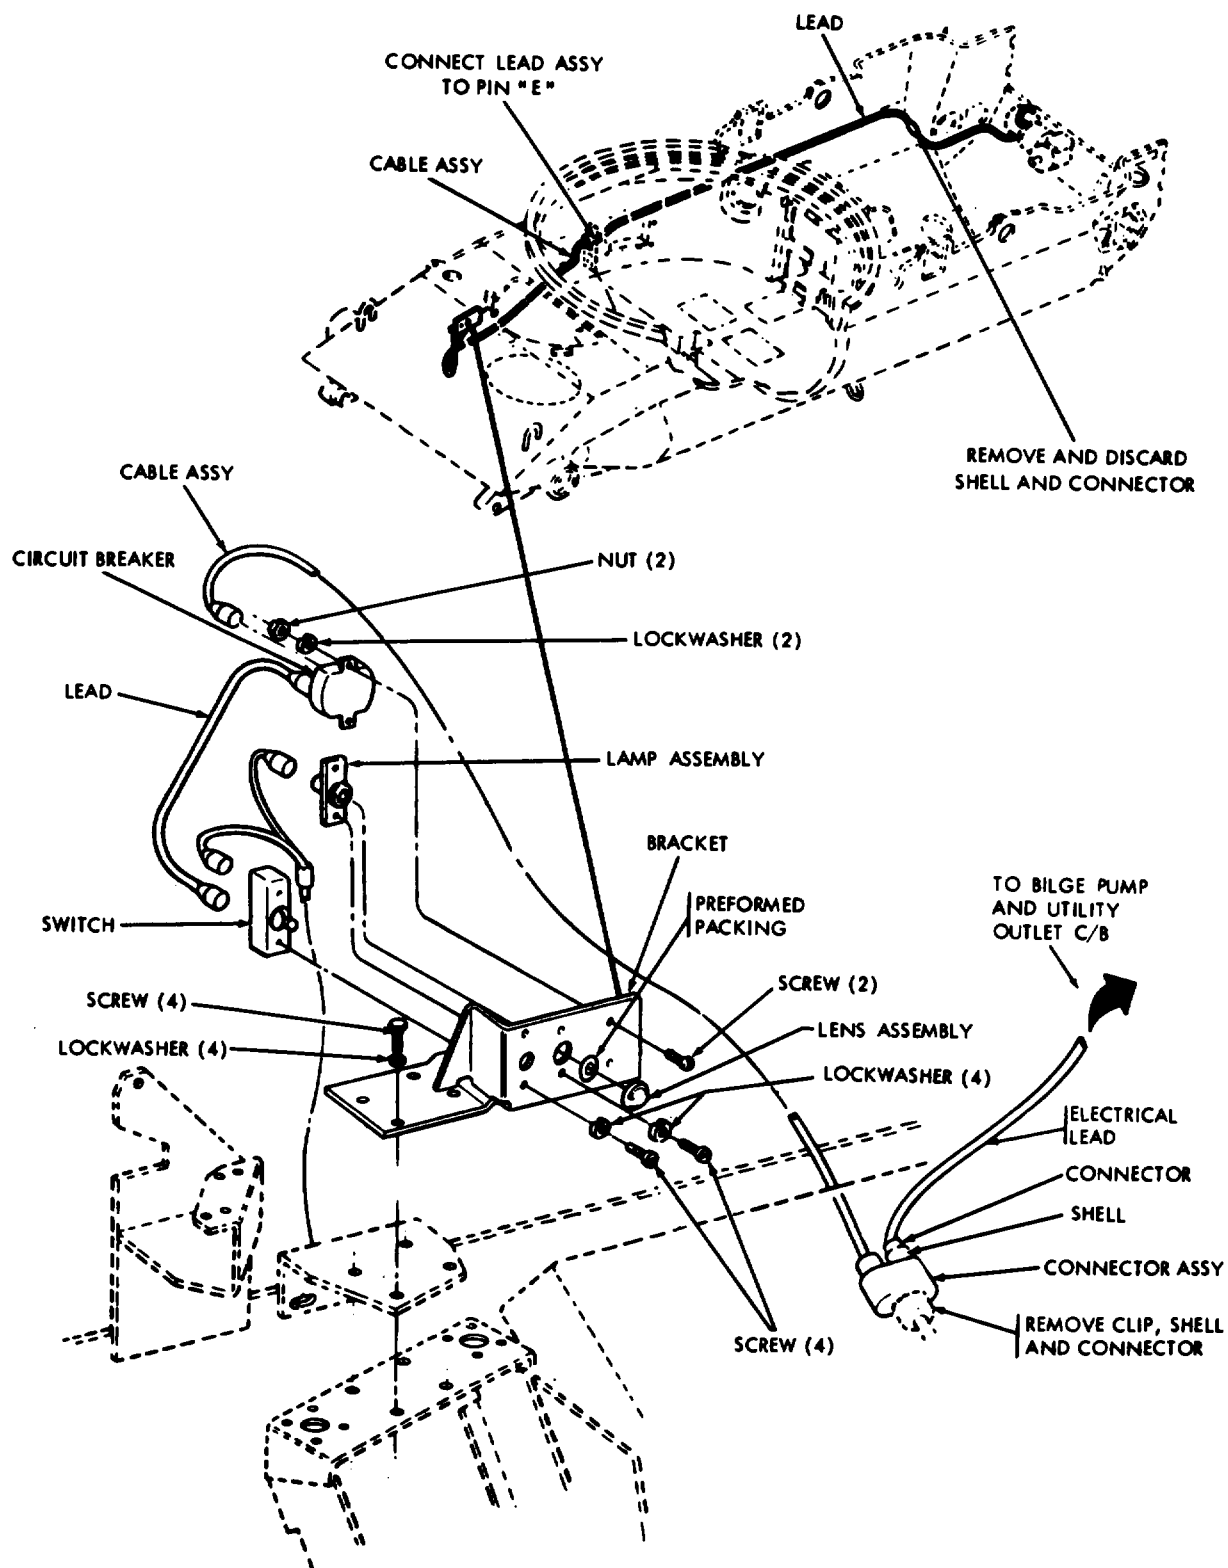 LEAD
CONNECT LEAD ASSY
TO PIN "E"
CABLE ASSY
REMOVE AND DISCARD
SHELL AND CONNECTOR
CABLE ASSY
CIRCUIT BREAKER
NUT (2)
LOCKWASHER (2)
LEAD
LAMP ASSEMBLY
BRACKET
PREFORMED
PACKING
TO BILGE PUMP
AND UTILITY
OUTLET C/B
SWITCH
SCREW (4)
SCREW (2)
LENS ASSEMBLY
LOCKWASHER (4)
LOCKWASHER (4)
ELECTRICAL
LEAD
CONNECTOR
SHELL
CONNECTOR ASSY
REMOVE CLIP, SHELL
AND CONNECTOR
SCREW (4)